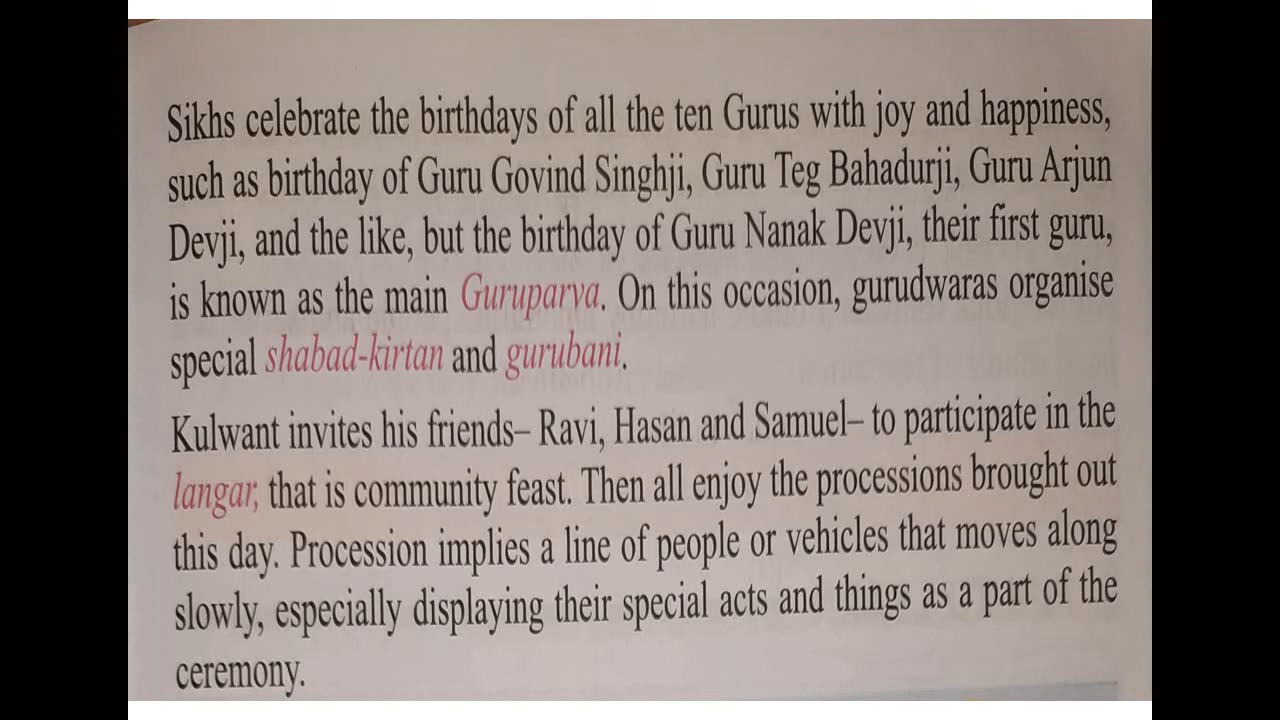 Sikhs celebrate the birthdays of all the ten Gurus with joy and happiness,
such as birthday of Guru Govind Singhji, Guru Teg Bahadurji, Guru Arjun
Devji, and the like, but the birthday of Guru Nanak Devji, their first guru,
is known as the main Guruparva. On this occasion, gurudwaras organise
special shabad-kirtan and gurubani.
Kulwant invites his friends– Ravi, Hasan and Samuel– to participate in the
langar, that is community feast. Then all enjoy the processions brought out
this day. Procession implies a line of people or vehicles that moves along
slowly, especially displaying their special acts and things as a part of the
ceremony.